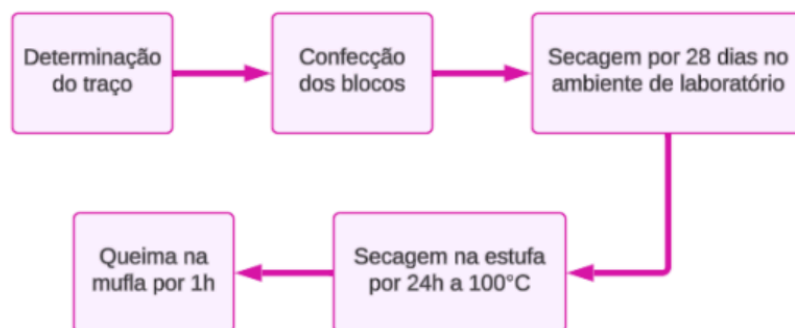 Determinação
do traço
Confecção
dos blocos
Secagem por 28 dias no
ambiente de laboratório
Secagem na estufa
por 24h a 100°C
Queima na
mufla por 1h